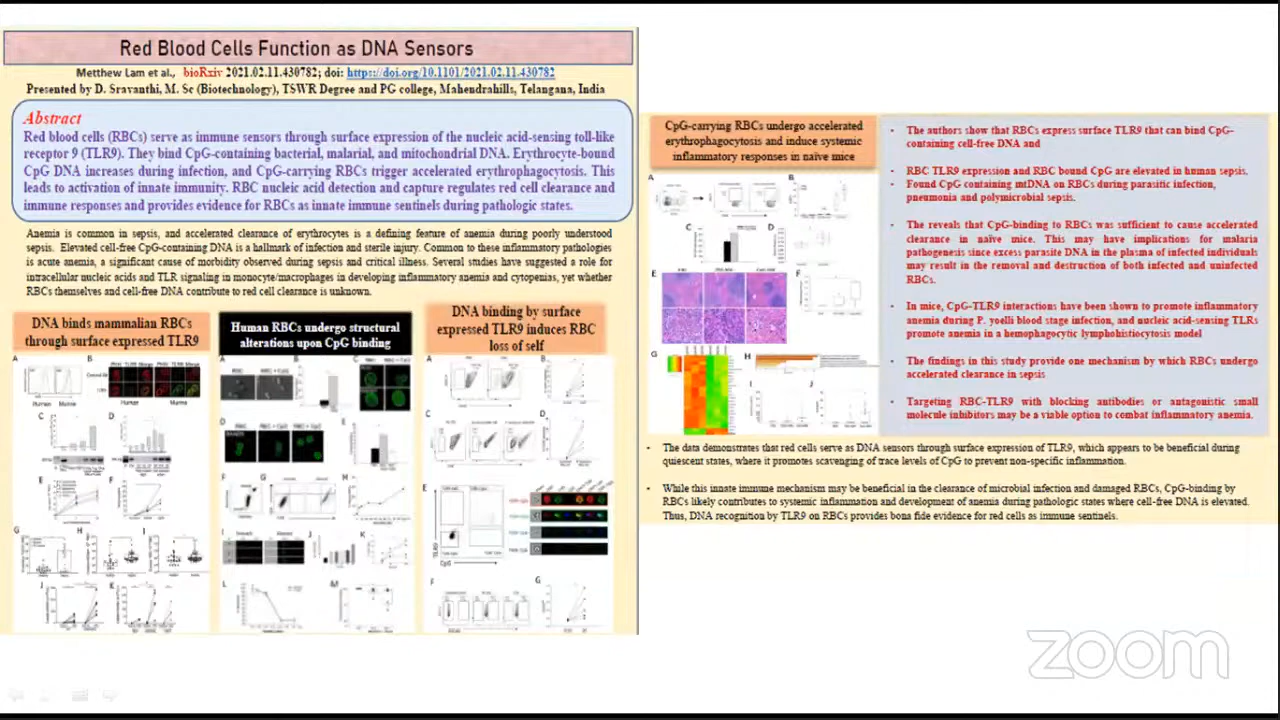 Red Blood Cells Function as DNA Sensors
Metthew Lam et al., bioRxiv 2021.02.11.430782; doi: https://doi.org/10.1101/2021.02.11.430782
Presented by D. Sravanthi, M. Sc (Biotechnology), TSWR Degree and PG college, Mahendrahills, Telangana, India
Abstract
Red blood cells (RBCs) serve as immune sensors through surface expression of the nucleic acid-sensing toll-like
receptor 9 (TLR9). They bind CpG-containing bacterial, malarial, and mitochondrial DNA. Erythrocyte-bound
CpG DNA increases during infection, and CpG-carrying RBCs trigger accelerated erythrophagocytosis. This
leads to activation of innate immunity. RBC nucleic acid detection and capture regulates red cell clearance and
immune responses and provides evidence for RBCs as innate immune sentinels during pathologic states.
Anemia is common in sepsis, and accelerated clearance of erythrocytes is a defining feature of anemia during poorly understood
sepsis. Elevated cell-free CpG-containing DNA is a hallmark of infection and sterile injury. Common to these inflammatory pathologies
is acute anemia, a significant cause of morbidity observed during sepsis and critical illness. Several studies have suggested a role for
intracellular nucleic acids and TLR signaling in monocyte/macrophages in developing inflammatory anemia and cytopenias, yet whether
RBCs themselves and cell-free DNA contribute to red cell clearance is unknown.
DNA binds mammalian RBCs
through surface expressed TLR9
A
B
Human
Murine
Human
Murine
C
D
E
F
G
H
I
J
K
Human RBCs undergo structural
alterations upon CpG binding
A
B
C
D
E
F
G
H
I
J
K
L
M
DNA binding by surface
expressed TLR9 induces RBC
loss of self
A
B
C
D
E
TLR9
CpG
F
G
CpG-carrying RBCs undergo accelerated
erythrophagocytosis and induce systemic
inflammatory responses in naïve mice
A
B
C
D
E
F
G
H
I
J
• The authors show that RBCs express surface TLR9 that can bind CpG-
containing cell-free DNA and
• RBC TLR9 expression and RBC bound CpG are elevated in human sepsis.
• Found CpG containing mtDNA on RBCs during parasitic infection,
pneumonia and polymicrobial sepsis.
• The reveals that CpG-binding to RBCs was sufficient to cause accelerated
clearance in naïve mice. This may have implications for malaria
pathogenesis since excess parasite DNA in the plasma of infected individuals
may result in the removal and destruction of both infected and uninfected
RBCs.
• In mice, CpG-TLR9 interactions have been shown to promote inflammatory
anemia during P. yoelli blood stage infection, and nucleic acid-sensing TLRs
promote anemia in a hemophagocytic lymphohistiocytosis model
• The findings in this study provide one mechanism by which RBCs undergo
accelerated clearance in sepsis
• Targeting RBC-TLR9 with blocking antibodies or antagonistic small
molecule inhibitors may be a viable option to combat inflammatory anemia.
• The data demonstrates that red cells serve as DNA sensors through surface expression of TLR9, which appears to be beneficial during
quiescent states, where it promotes scavenging of trace levels of CpG to prevent non-specific inflammation.
• While this innate immune mechanism may be beneficial in the clearance of microbial infection and damaged RBCs, CpG-binding by
RBCs likely contributes to systemic inflammation and development of anemia during pathologic states where cell-free DNA is elevated.
Thus, DNA recognition by TLR9 on RBCs provides bona fide evidence for red cells as immune sentinels.
zoom